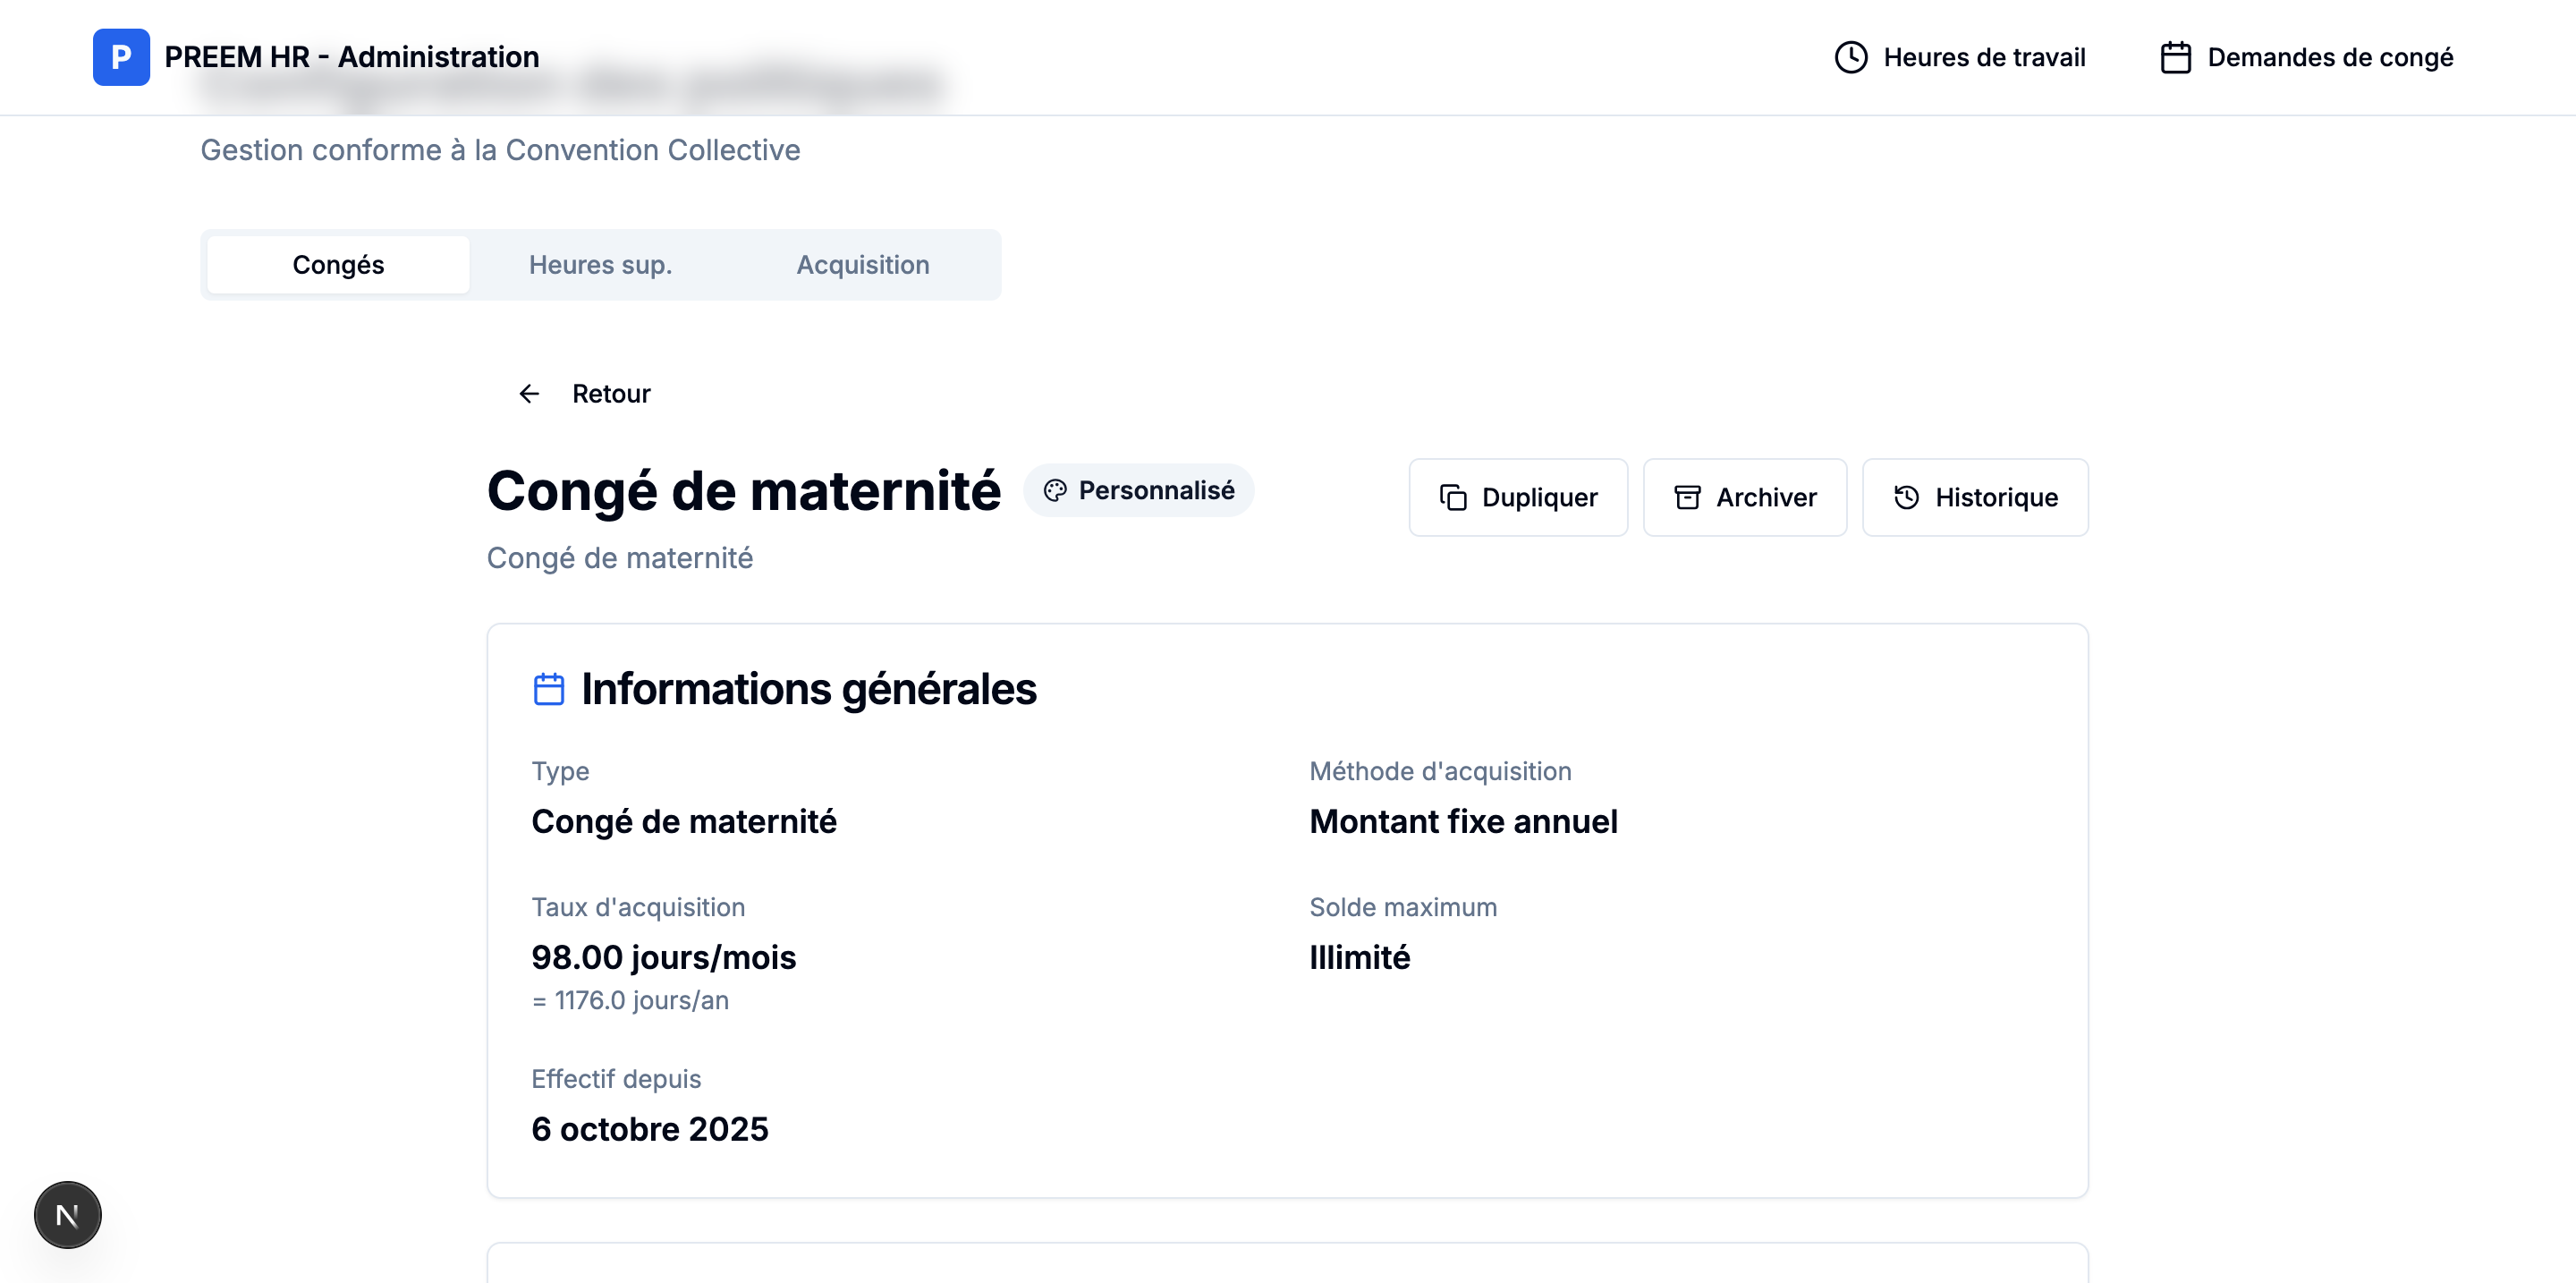 P PREEM HR - Administration
Heures de travail
Demandes de congé
Gestion conforme à la Convention Collective
Congés
Heures sup.
Acquisition
Retour
Congé de maternité
Personnalisé
Dupliquer
Archiver
Historique
Congé de maternité
Informations générales
Type
Congé de maternité
Méthode d'acquisition
Montant fixe annuel
Taux d'acquisition
98.00 jours/mois
= 1176.0 jours/an
Solde maximum
Illimité
Effectif depuis
6 octobre 2025
N